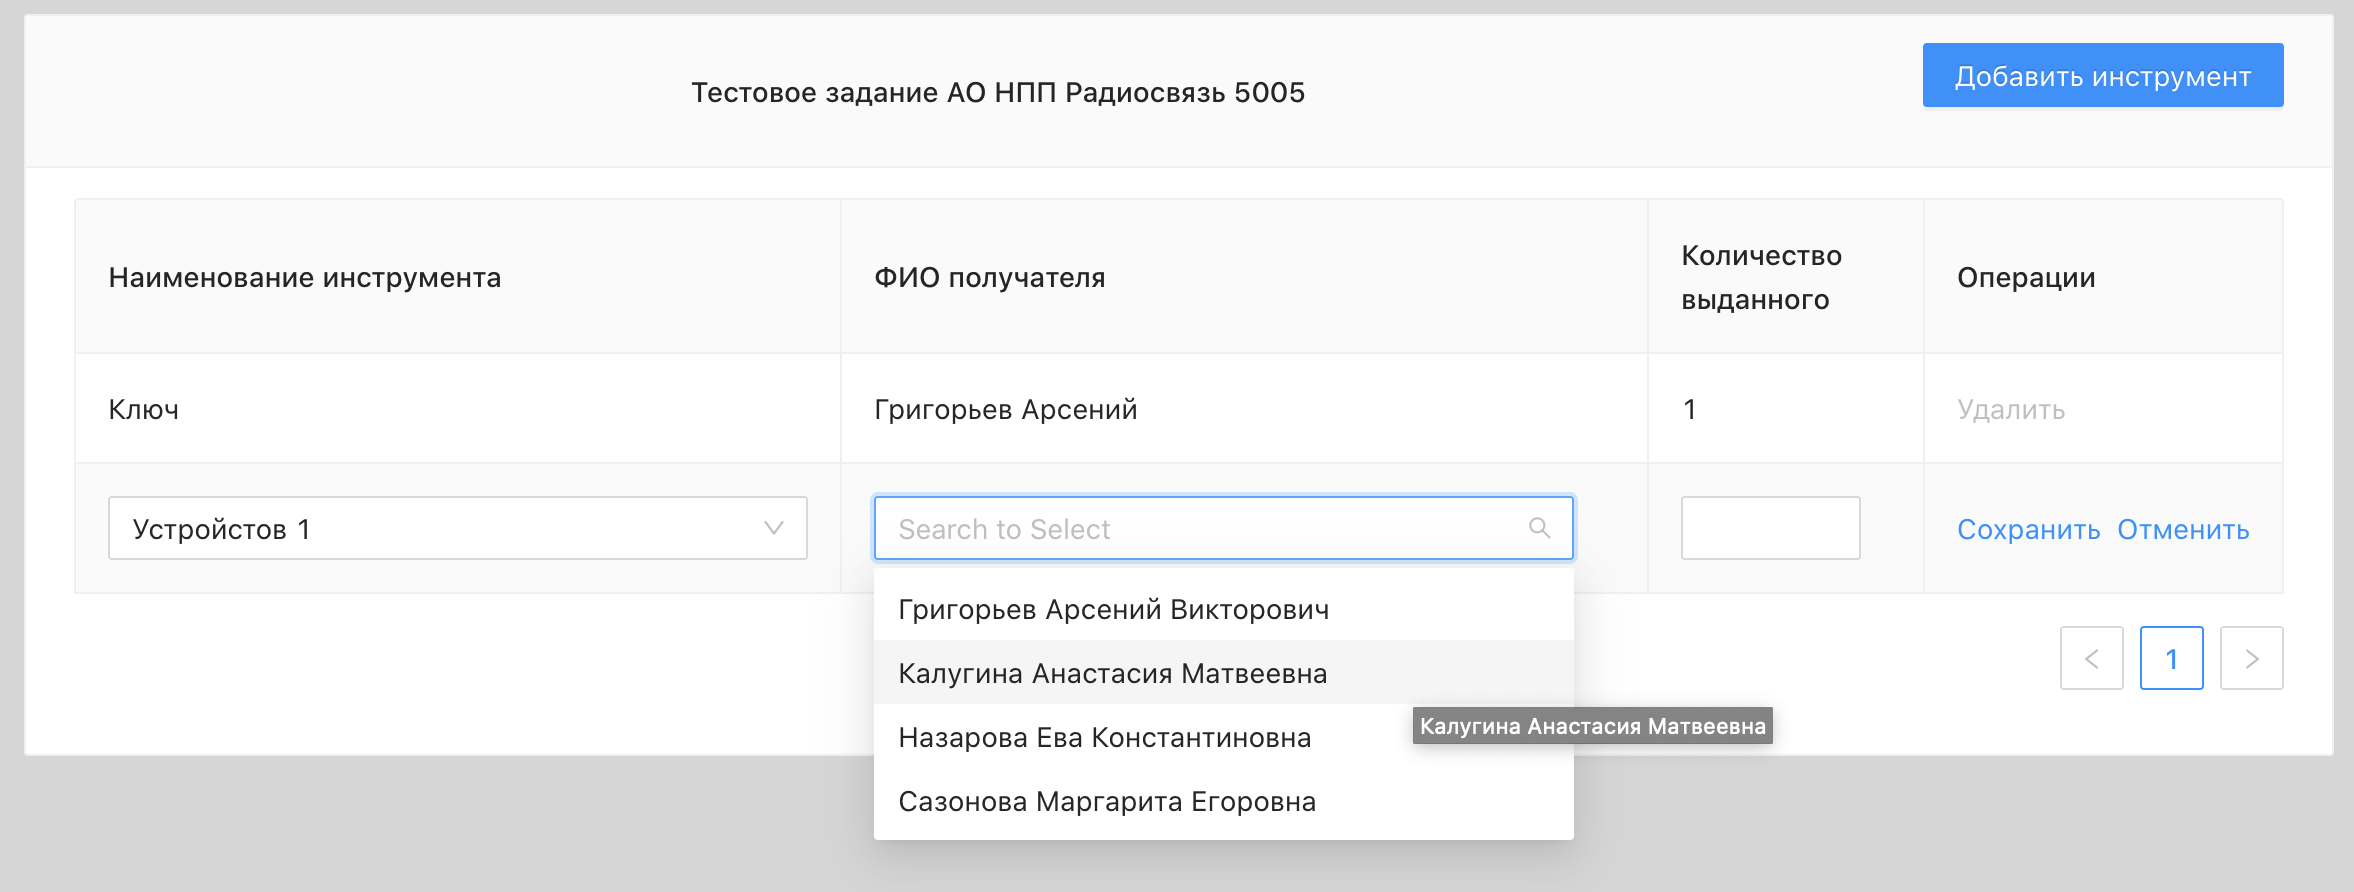 Тестовое задание АО НПП Радиосвязь 5005
Добавить инструмент
Наименование инструмента
ФИО получателя
Количество
выданного
Операции
Ключ
Григорьев Арсений
1
Удалить
Устройстов 1
Search to Select
Сохранить Отменить
Григорьев Арсений Викторович
Калугина Анастасия Матвеевна
Калугина Анастасия Матвеевна
Назарова Ева Константиновна
Сазонова Маргарита Егоровна
1